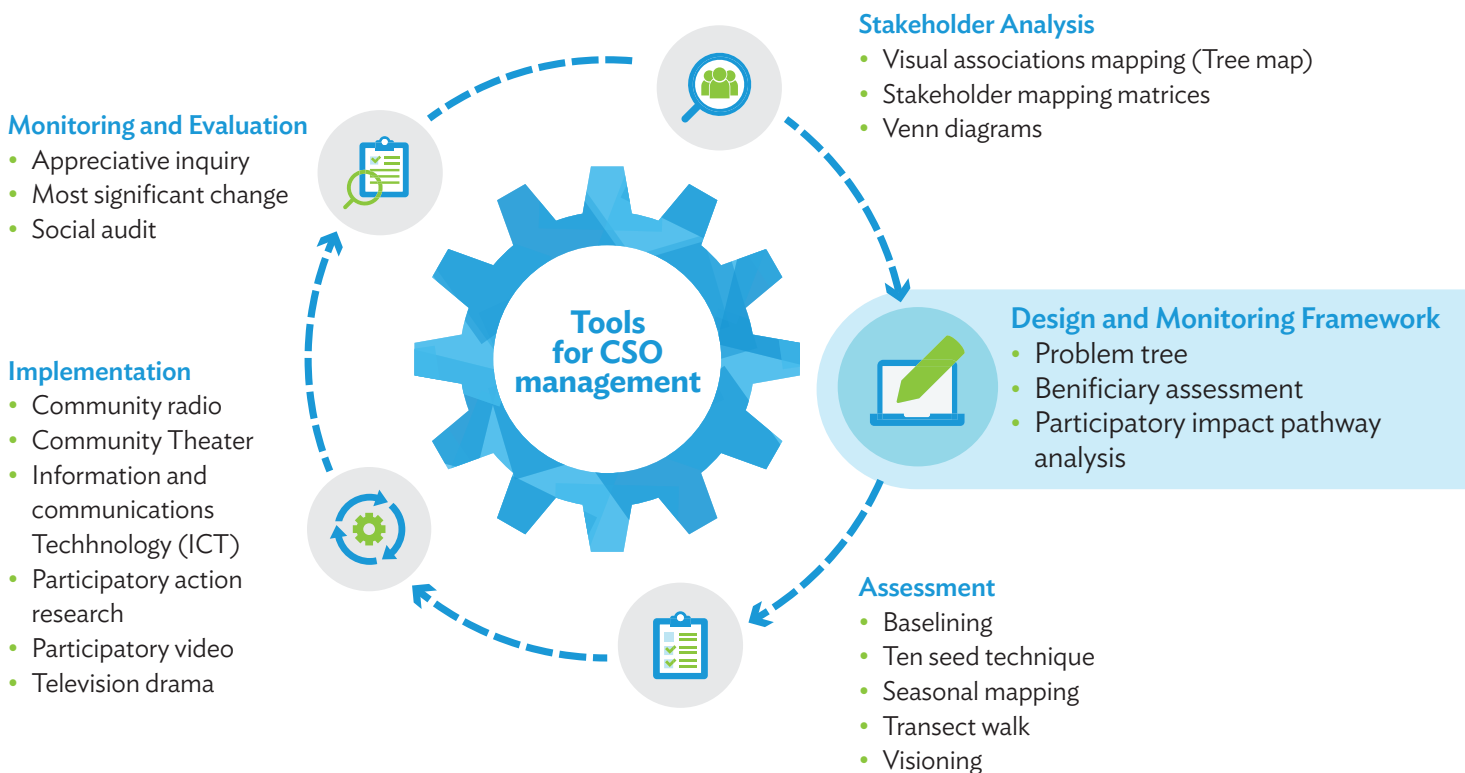 Stakeholder Analysis
• Visual associations mapping (Tree map)
• Stakeholder mapping matrices
• Venn diagrams
Monitoring and Evaluation
• Appreciative inquiry
• Most significant change
• Social audit
Tools
for CSO
management
Design and Monitoring Framework
• Problem tree
• Benificiary assessment
• Participatory impact pathway
analysis
Implementation
• Community radio
• Community Theater
• Information and
communications
Techhnology (ICT)
• Participatory action
research
• Participatory video
• Television drama
Assessment
• Baselining
• Ten seed technique
• Seasonal mapping
• Transect walk
• Visioning